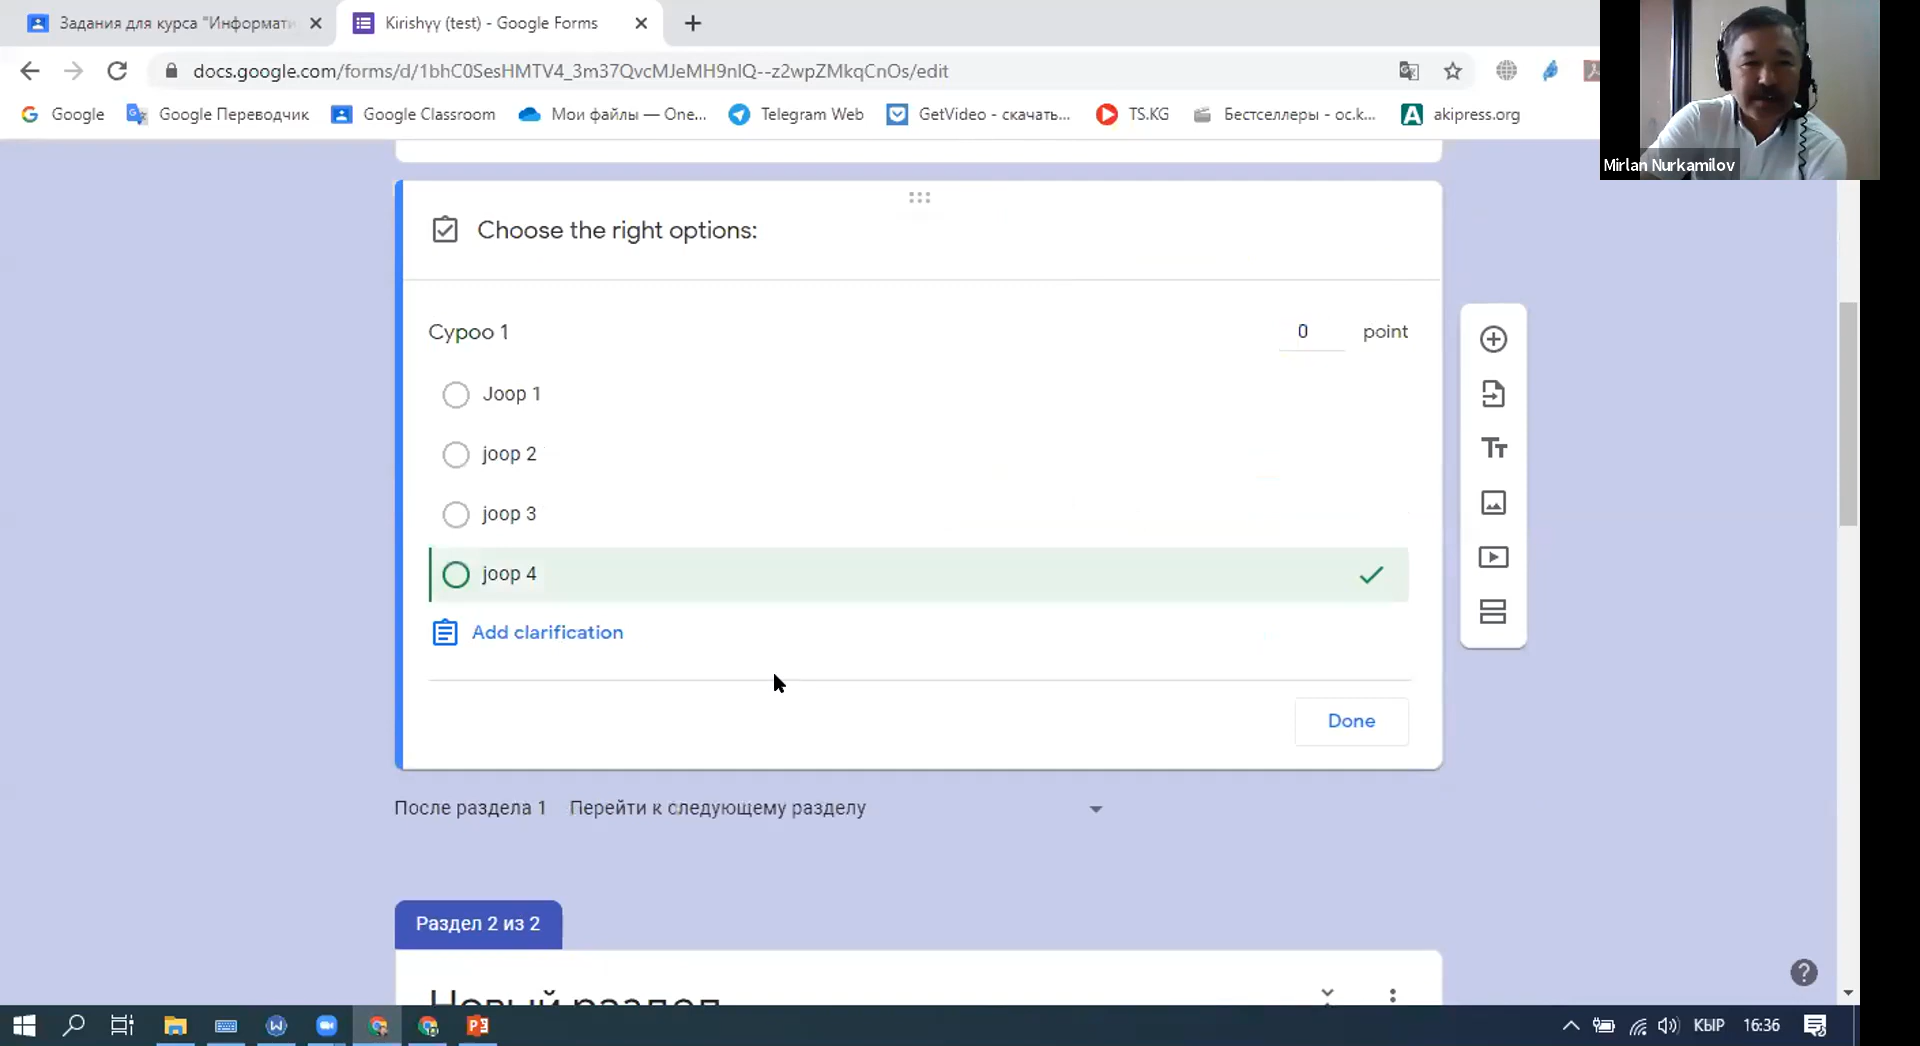 Задания для курса "Информати
Kirishyy (test) - Google Forms
docs.google.com/forms/d/1bhC0SesHMTV4_3m37QvcMJeMH9nlQ--z2wpZMkqCnOs/edit
Google
Google Переводчик
Google Classroom
Мои файлы — One...
Telegram Web
GetVideo - скачать...
TS.KG
Бестселлеры - ос.k...
akipress.org
Mirlan Nurkamilov
Choose the right options:
Суроо 1
0 point
Joop 1
joop 2
joop 3
joop 4
Add clarification
Done
После раздела 1 Перейти к следующему разделу
Раздел 2 из 2
Новый раздел
КЫР
16:36